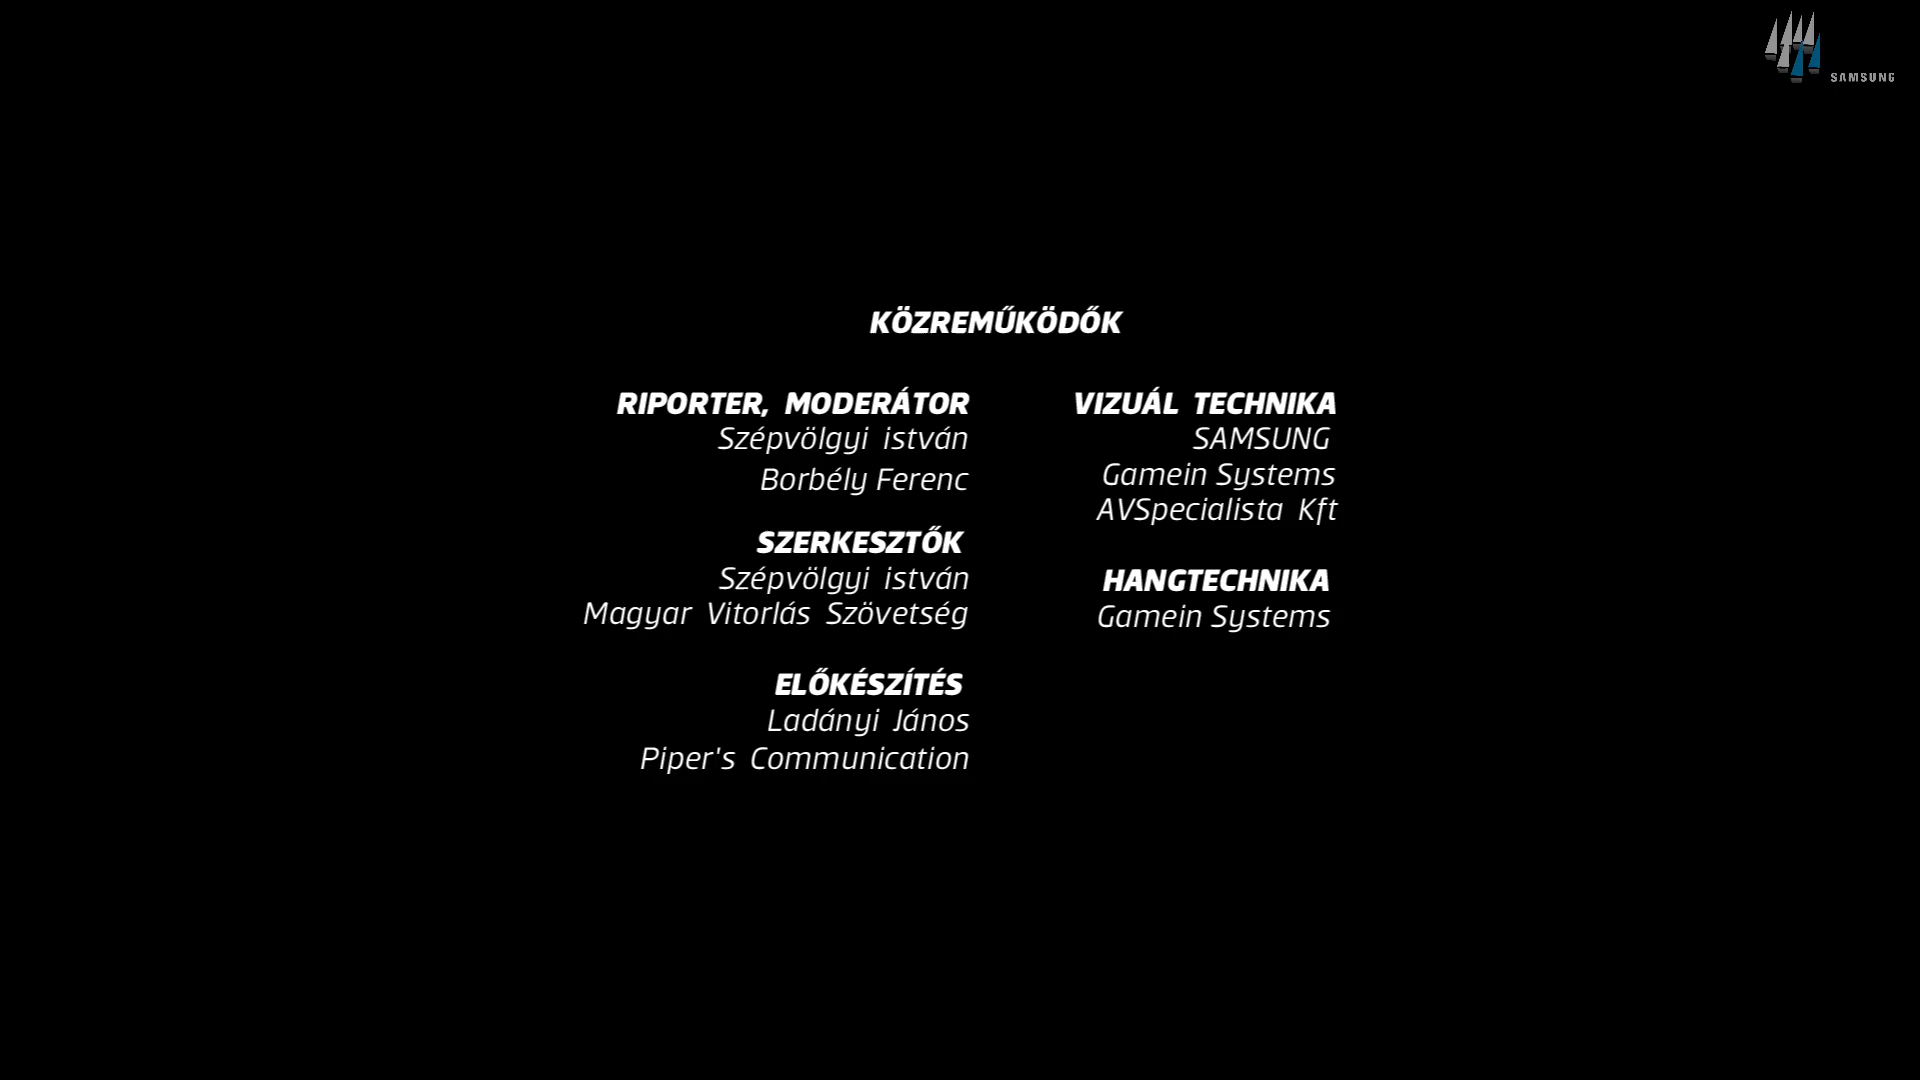 SAMSUNG
KÖZREMŰKÖDŐK
RIPORTER, MODERÁTOR
Szépvölgyi istván
Borbély Ferenc
SZERKESZTŐK
Szépvölgyi istván
Magyar Vitorlás Szövetség
ELŐKÉSZÍTÉS
Ladányi János
Piper's Communication
VIZUÁL TECHNIKA
SAMSUNG
Gamein Systems
AVSpecialista Kft
HANGTECHNIKA
Gamein Systems